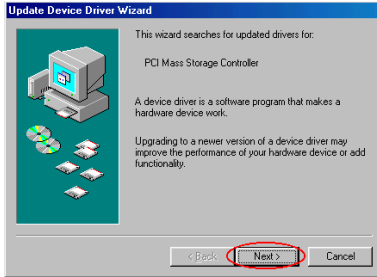 Update Device Driver Wizard
This wizard searches for updated drivers for:
PCI Mass Storage Controller
A device driver is a software program that makes a
hardware device work.
Upgrading to a newer version of a device driver may
improve the performance of your hardware device or add
functionality.
< Back Next > Cancel